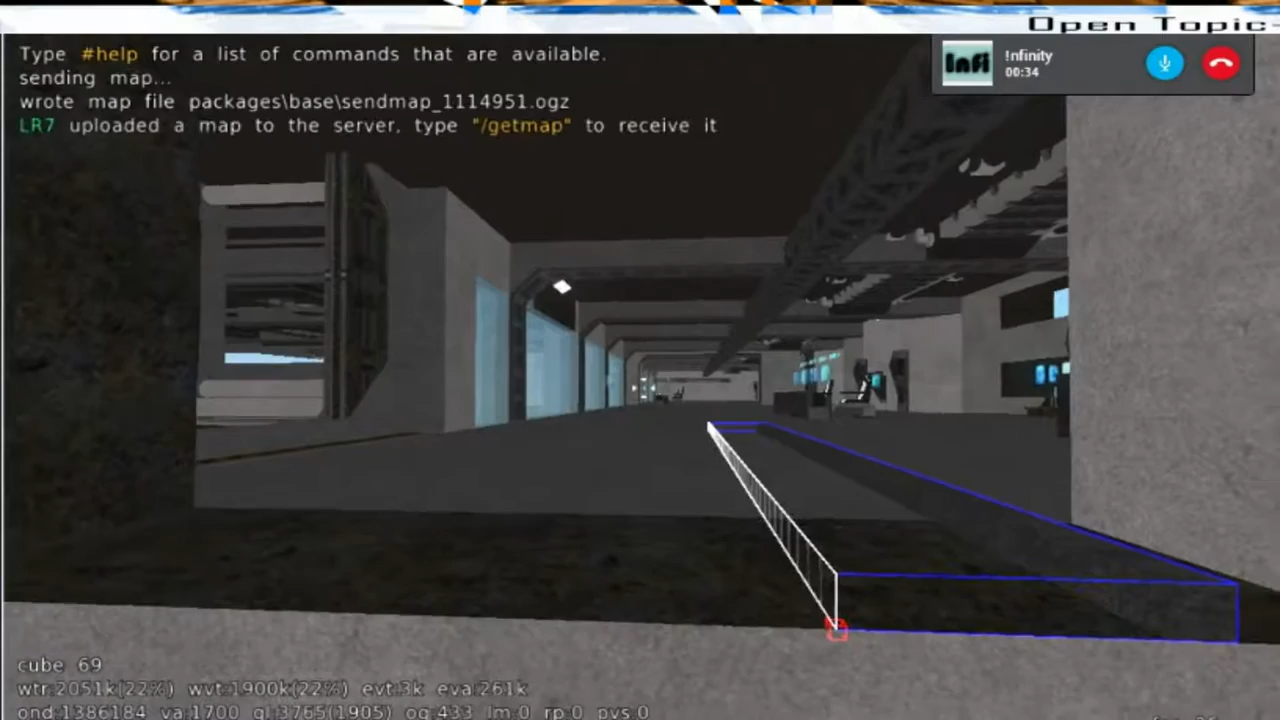 Open Topic-
Type #help for a list of commands that are available.
sending map...
wrote map file packages\base\sendmap_1114951.ogz
LR7 uploaded a map to the server, type "/getmap" to receive it
Infi
!nfinity
00:34
cube 69
wtr:2051k(22%) wvt:1900k(22%) evt:3k eva:261k
ond:1386184 va:1700 gl:3765(1905) oq:433 lm:0 rp:0 pvs:0